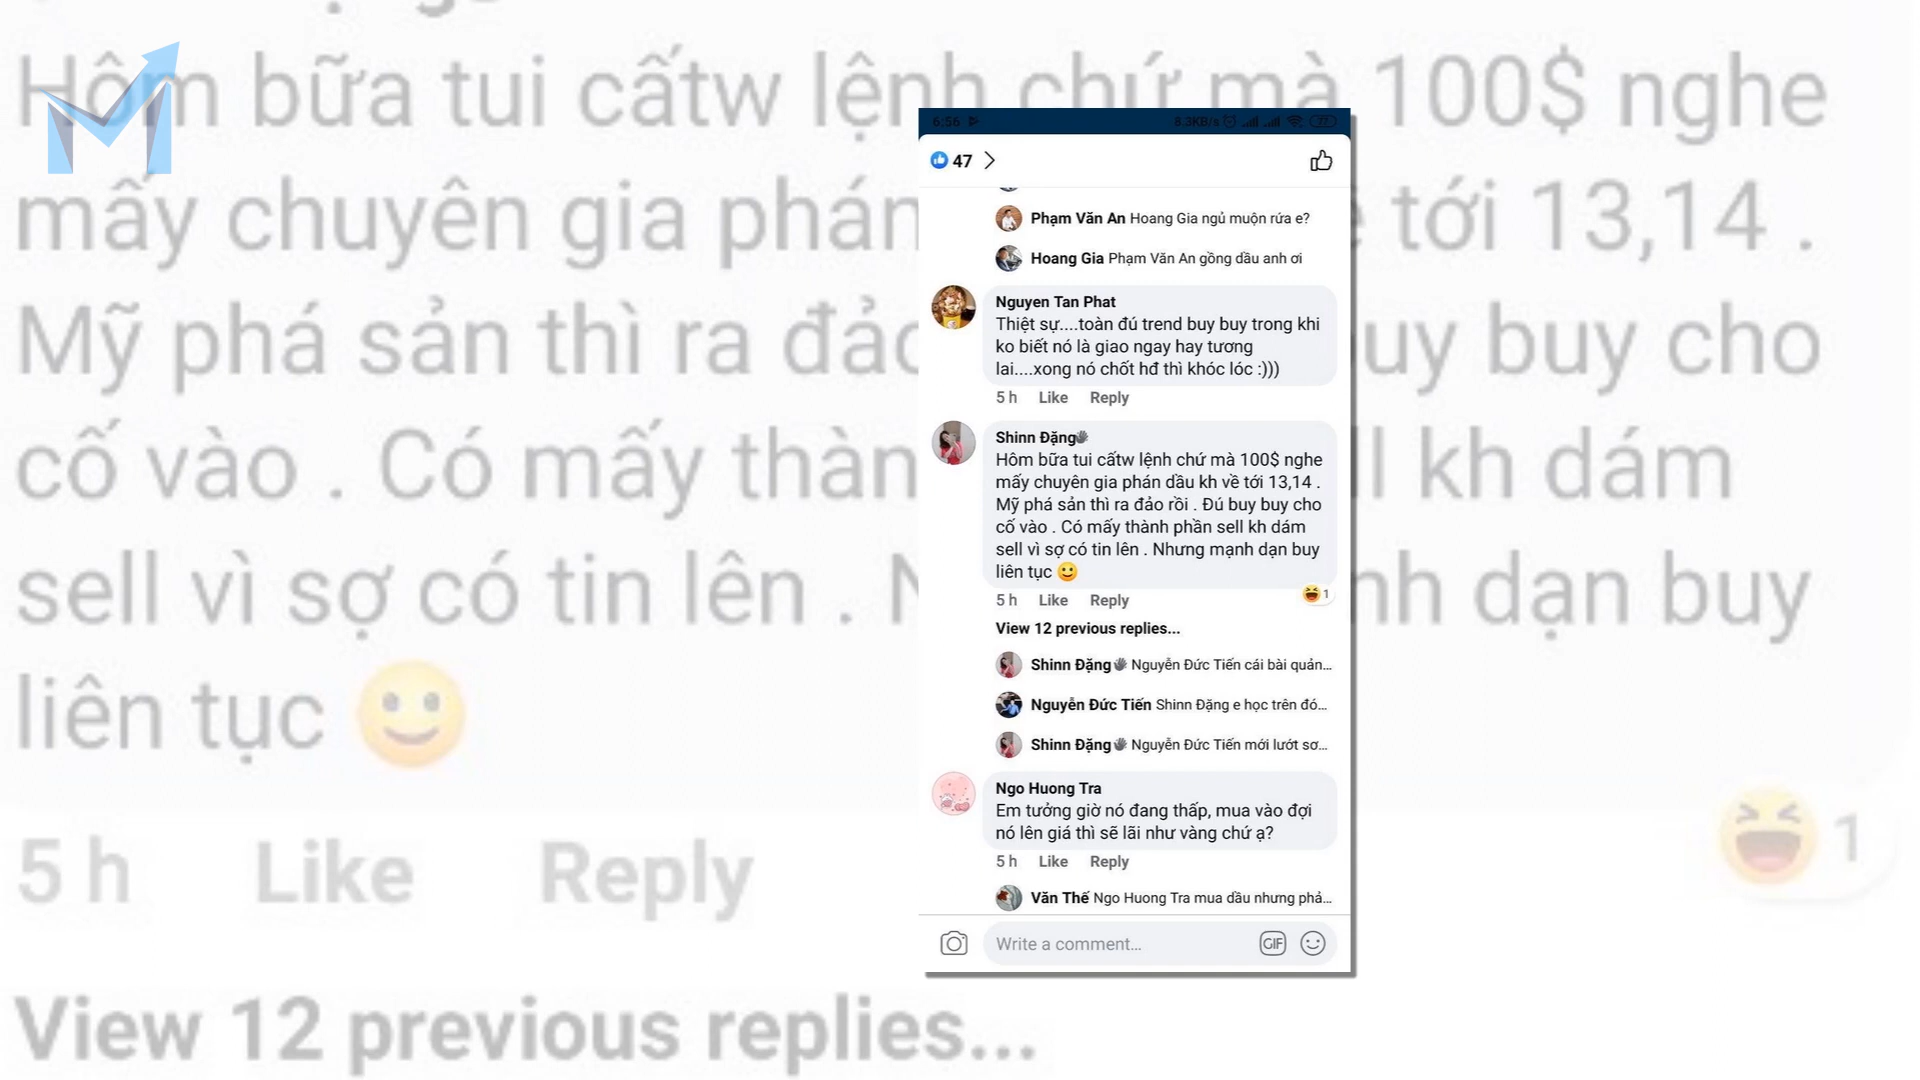 Hôm bữa tui cấtw lệnh chứ mà 100$ nghe
mấy chuyên gia phán
tới 13,14 .
Mỹ phá sản thì ra đảo
buy buy cho
cố vào . Có mấy thành
kh dám
sell vì sợ có tin lên .
mạnh dạn buy
liên tục 🙂
5 h Like Reply
1
View 12 previous replies...
6:56 8.3KB/s 77
47
Phạm Văn An Hoang Gia ngủ muộn rứa e?
Hoang Gia Phạm Văn An gồng dầu anh ơi
Nguyen Tan Phat
Thiệt sự....toàn đú trend buy buy trong khi
ko biết nó là giao ngay hay tương
lai....xong nó chốt hđ thì khóc lóc :)))
5 h Like Reply
Shinn Đặng
Hôm bữa tui cấtw lệnh chứ mà 100$ nghe
mấy chuyên gia phán dầu kh về tới 13,14 .
Mỹ phá sản thì ra đảo rồi . Đú buy buy cho
cố vào . Có mấy thành phần sell kh dám
sell vì sợ có tin lên . Nhưng mạnh dạn buy
liên tục 🙂
5 h Like Reply 1
View 12 previous replies...
Shinn Đặng Nguyễn Đức Tiến cái bài quản...
Nguyễn Đức Tiến Shinn Đặng e học trên đó...
Shinn Đặng Nguyễn Đức Tiến mới lướt sơ...
Ngo Huong Tra
Em tưởng giờ nó đang thấp, mua vào đợi
nó lên giá thì sẽ lãi như vàng chứ ạ?
5 h Like Reply
Văn Thế Ngo Huong Tra mua dầu nhưng phả...
Write a comment... GIF